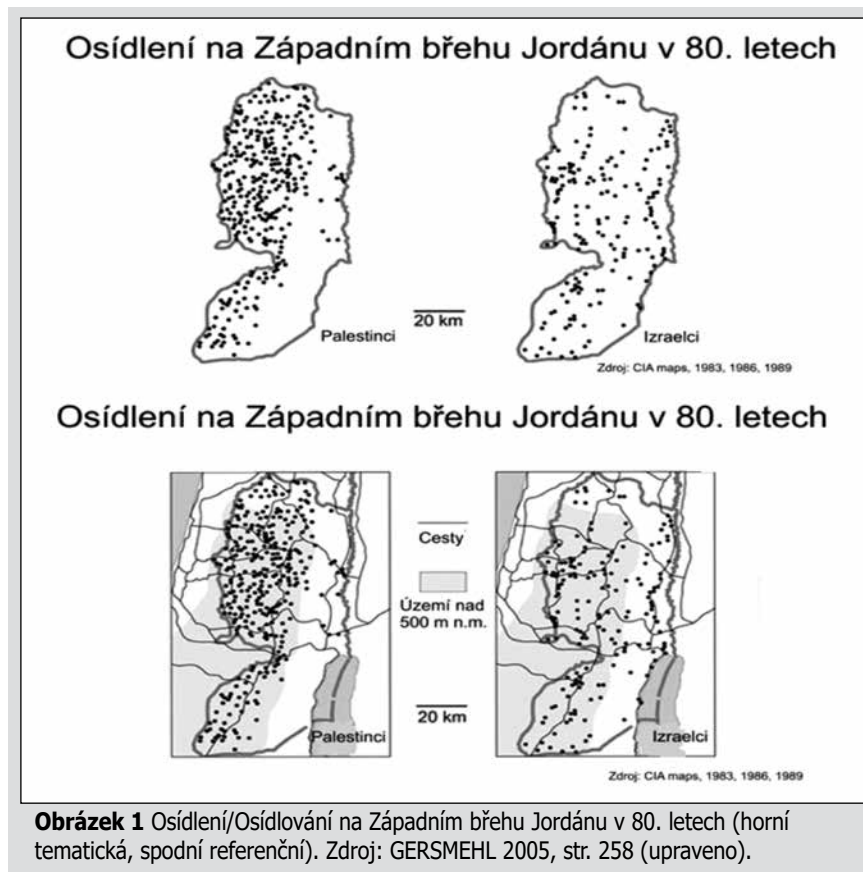 Osídlení na Západním břehu Jordánu v 80. letech
20 km
Palestinci
Izraelci
Zdroj: CIA maps, 1983, 1986, 1989
Osídlení na Západním břehu Jordánu v 80. letech
Cesty
Území nad
500 m n.m.
20 km
Palestinci
Izraelci
Zdroj: CIA maps, 1983, 1986, 1989
Obrázek 1 Osídlení/Osídlování na Západním břehu Jordánu v 80. letech (horní
tematická, spodní referenční). Zdroj: GERSMEHL 2005, str. 258 (upraveno).